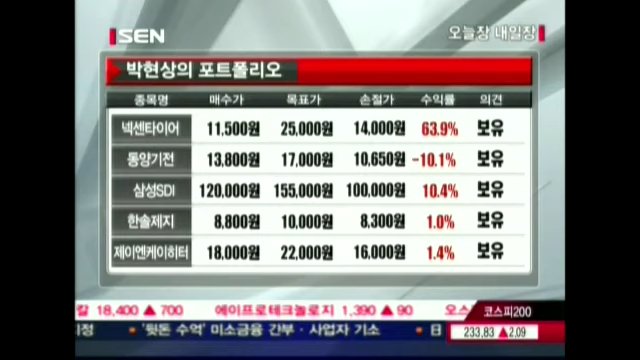 SEN
오늘장 내일장
박현상의 포트폴리오
종목명 매수가 목표가 손절가 수익률 의견
넥센타이어 11,500원 25,000원 14,000원 63.9% 보유
동양기전 13,800원 17,000원 10,650원 -10.1% 보유
삼성SDI 120,000원 155,000원 100,000원 10.4% 보유
한솔제지 8,800원 10,000원 8,300원 1.0% 보유
제이엔케이히터 18,000원 22,000원 16,000원 1.4% 보유
칼 18,400 ▲ 700 에이프로테크놀로지 1,390 ▲ 90 오스
코스피200
지정 • '뒷돈 수역' 미소금융 간부·사업자 기소 •
233.83 ▲2.09